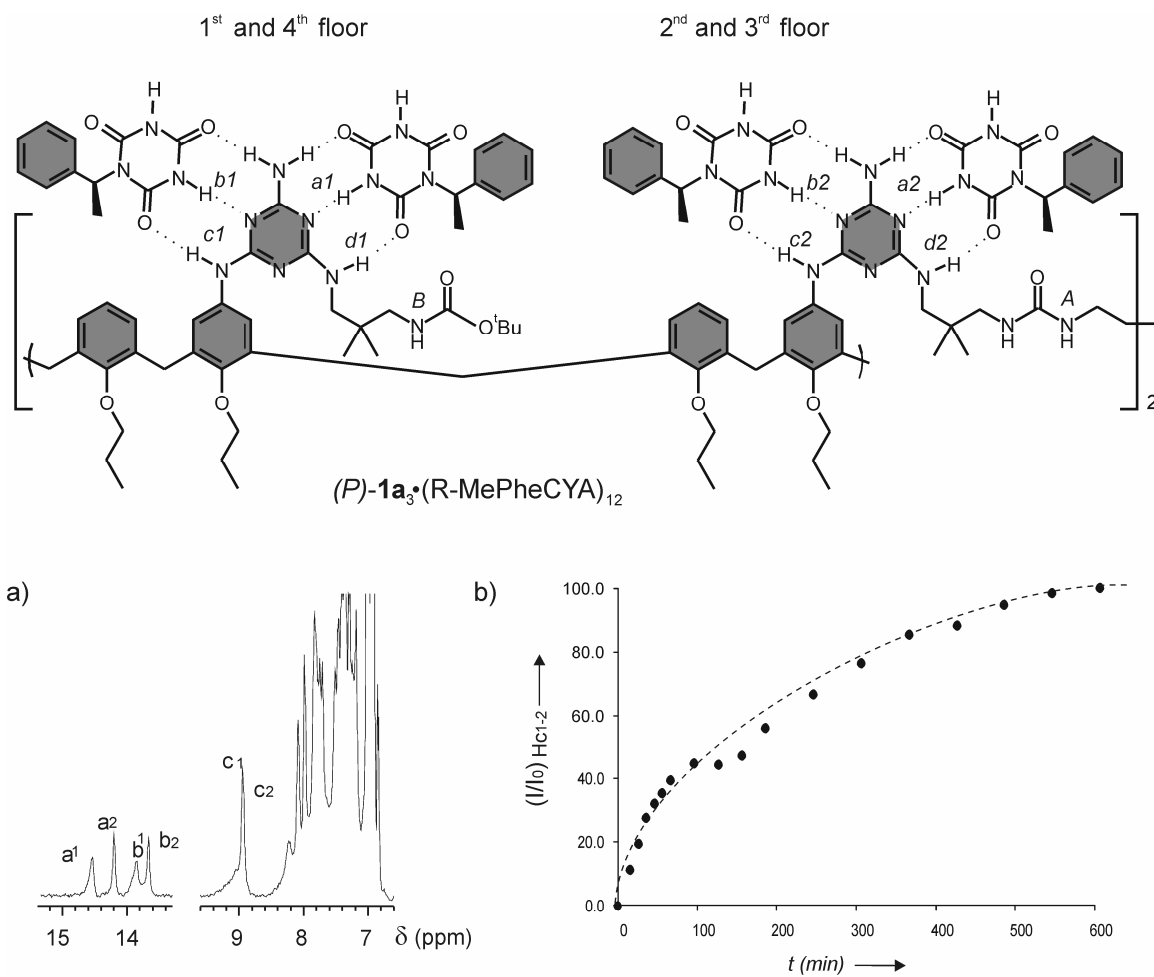 1st and 4th floor
2nd and 3rd floor
H
O N O
H H
O N O
N
N
H
N
b1
a1
H
N
N
O
N
N
O
c1
d1
H
N
N
N
H
B
O
N
H
OtBu
O
O
H
O N O
H H
O N O
N
N
H
N
b2
a2
H
N
N
O
N
N
O
c2
d2
H
N
N
N
H
O
A
N
H
N
H
O
O
2
(P)-1a3•(R-MePheCYA)12
a)
a1 a2 b1 b2
c1
c2
15 14 9 8 7 δ (ppm)
b)
(I/I0) Hc1-2
100.0
80.0
60.0
40.0
20.0
0.0
0 100 200 300 400 500 600
t (min)